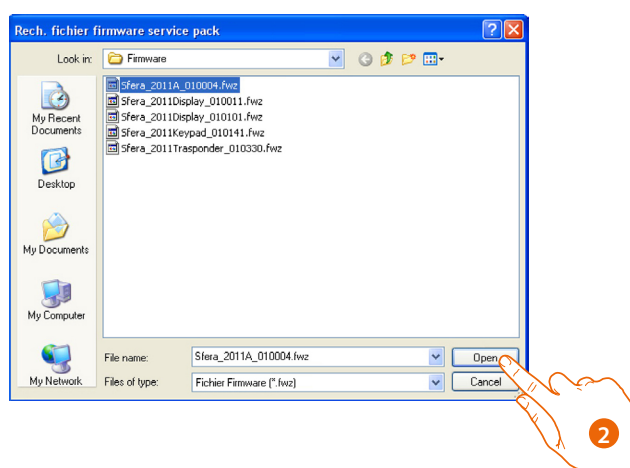 Rech. fichier firmware service pack
Look in: Firmware
Sfera_2011A_010004.fwz
Sfera_2011Display_010011.fwz
Sfera_2011Display_010101.fwz
Sfera_2011Keypad_010141.fwz
Sfera_2011Trasponder_010330.fwz
My Recent
Documents
Desktop
My Documents
My Computer
My Network
File name: Sfera_2011A_010004.fwz Open
Files of type: Fichier Firmware (*.fwz) Cancel
2